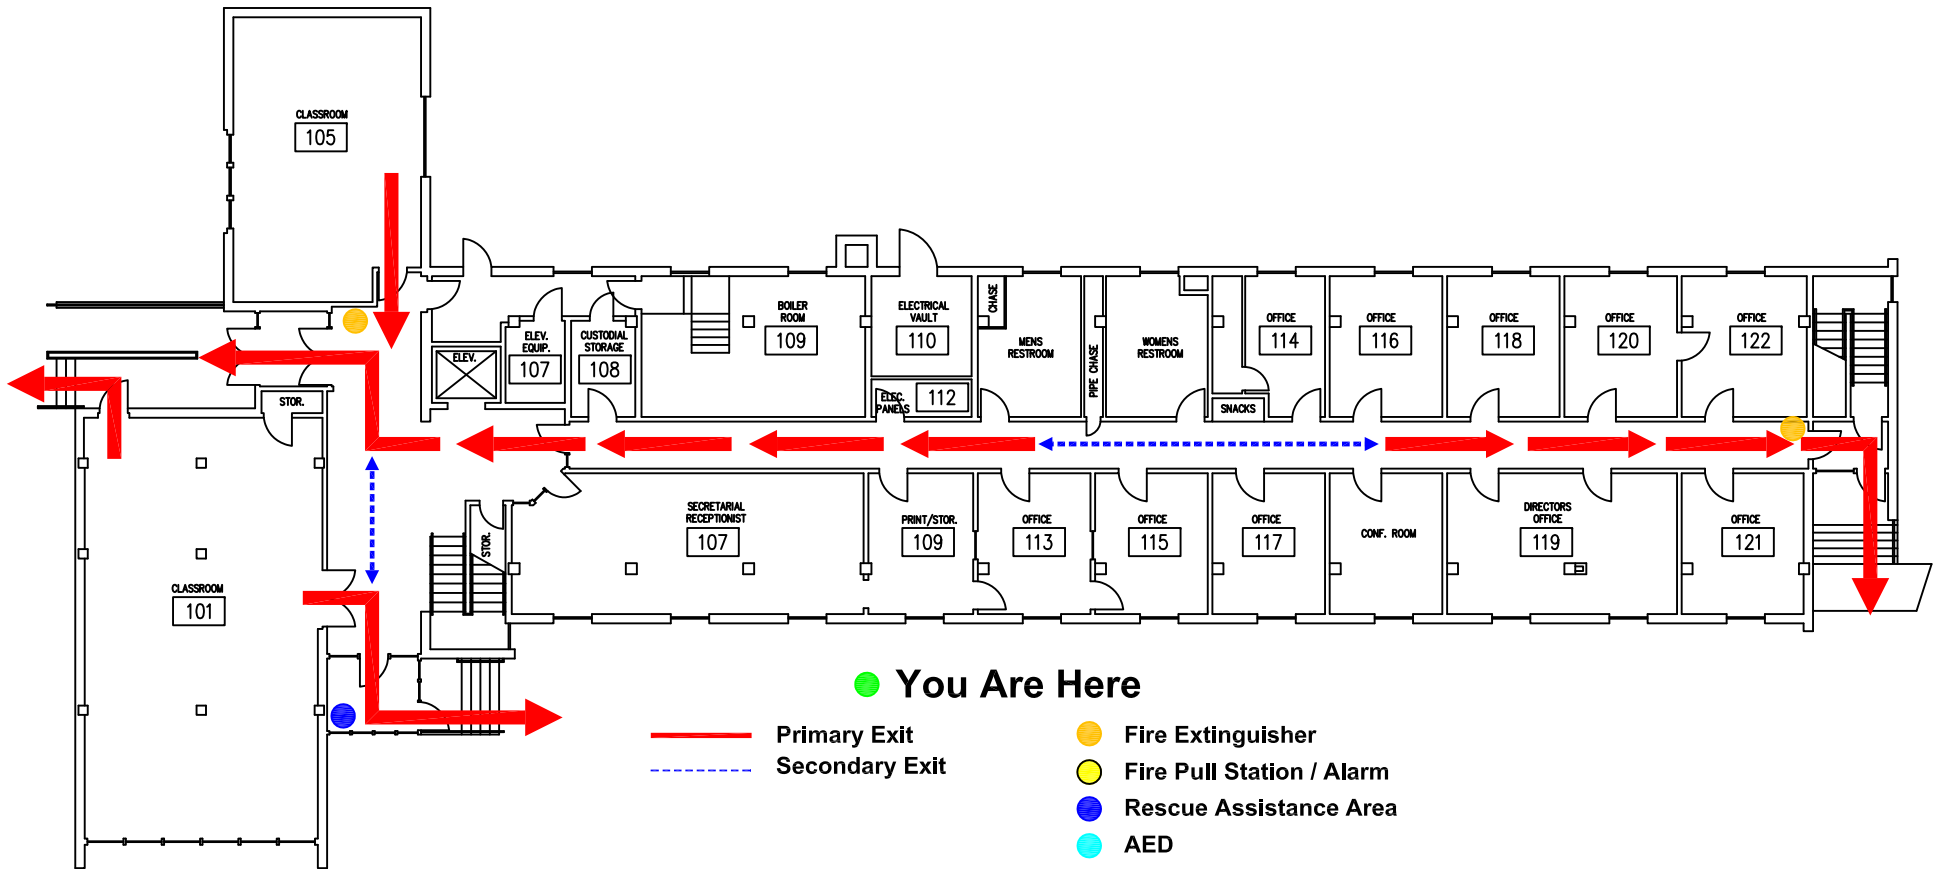 CLASSROOM
105
ELEV.
ELEV.
EQUIP.
107
CUSTODIAL
STORAGE
108
BOILER
ROOM
109
ELECTRICAL
VAULT
110
ELEC.
PANELS
112
CHASE
MENS
RESTROOM
PIPE CHASE
WOMENS
RESTROOM
SNACKS
OFFICE
114
OFFICE
116
OFFICE
118
OFFICE
120
OFFICE
122
STOR.
CLASSROOM
101
STOR.
SECRETARIAL
RECEPTIONIST
107
PRINT/STOR.
109
OFFICE
113
OFFICE
115
OFFICE
117
CONF. ROOM
DIRECTORS
OFFICE
119
OFFICE
121
You Are Here
Primary Exit
Secondary Exit
Fire Extinguisher
Fire Pull Station / Alarm
Rescue Assistance Area
AED